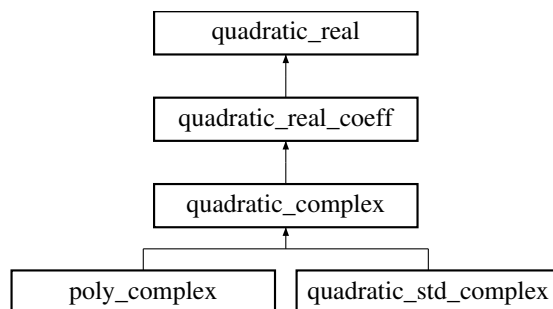 quadratic_real
quadratic_real_coeff
quadratic_complex
poly_complex
quadratic_std_complex